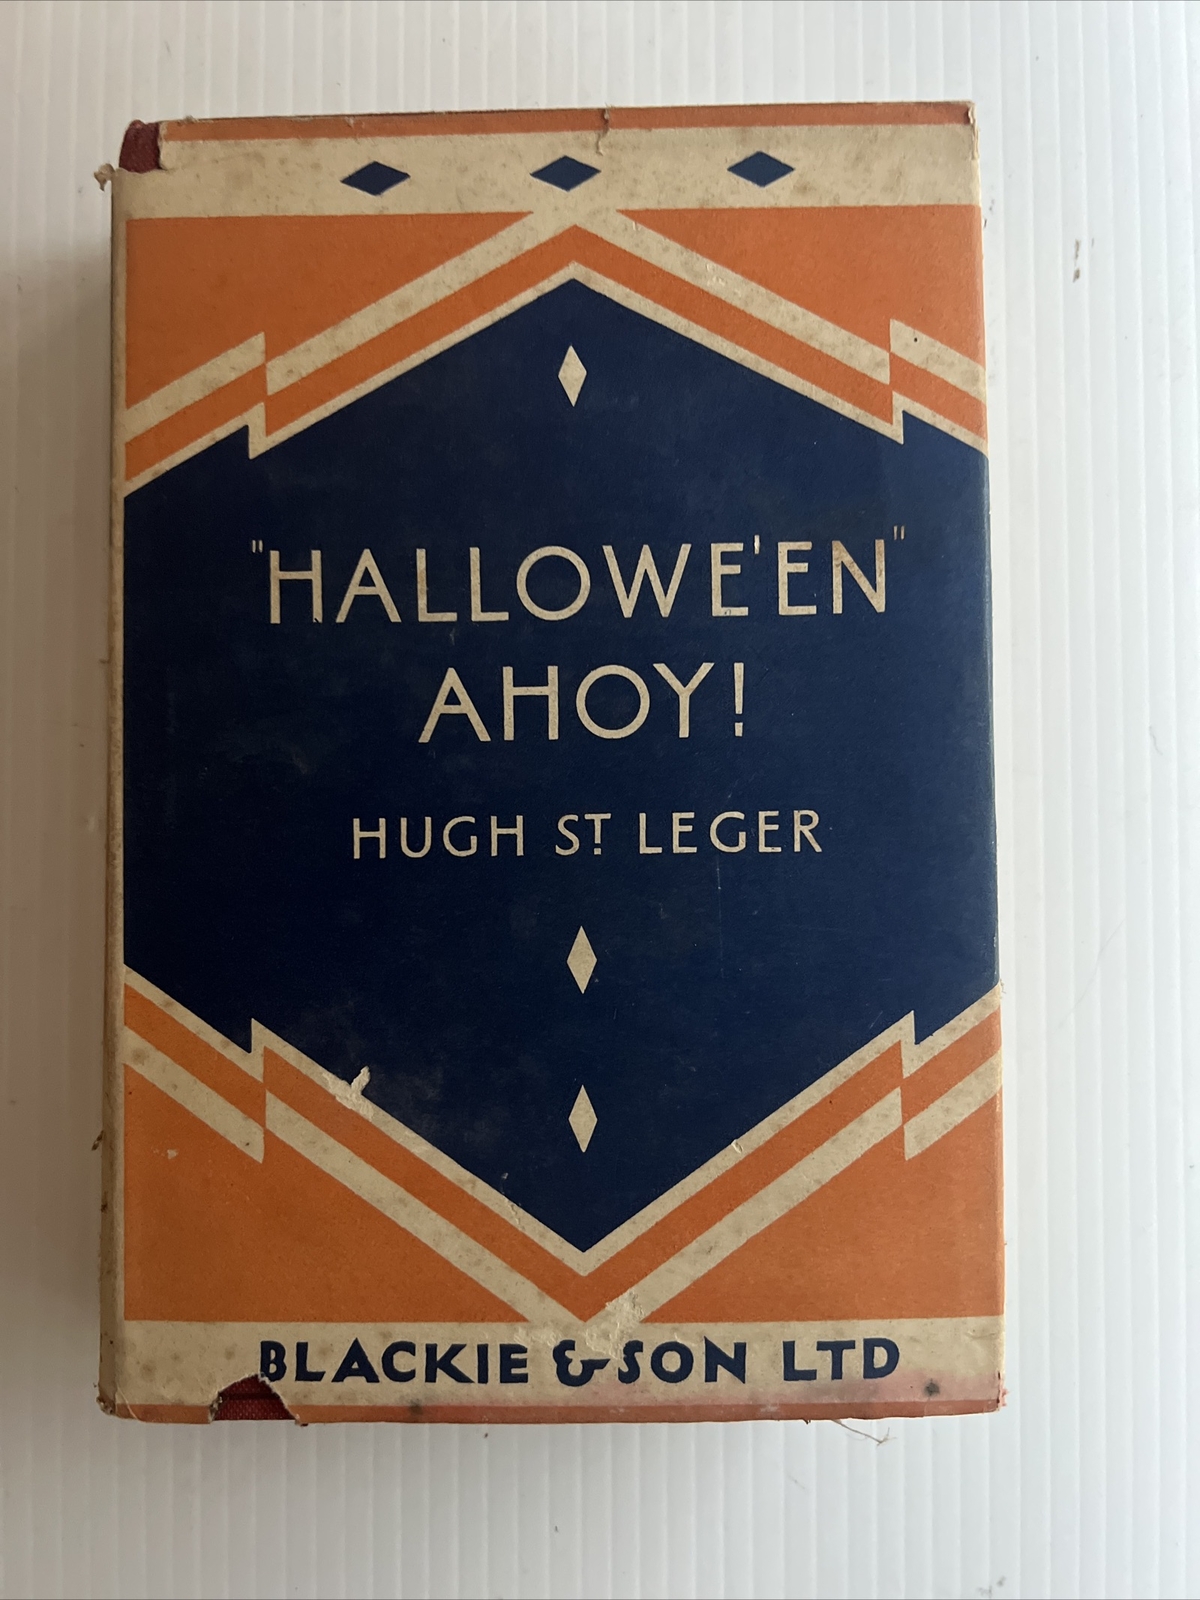 "HALLOWE'EN"
AHOY!
HUGH ST LEGER
BLACKIE & SON LTD